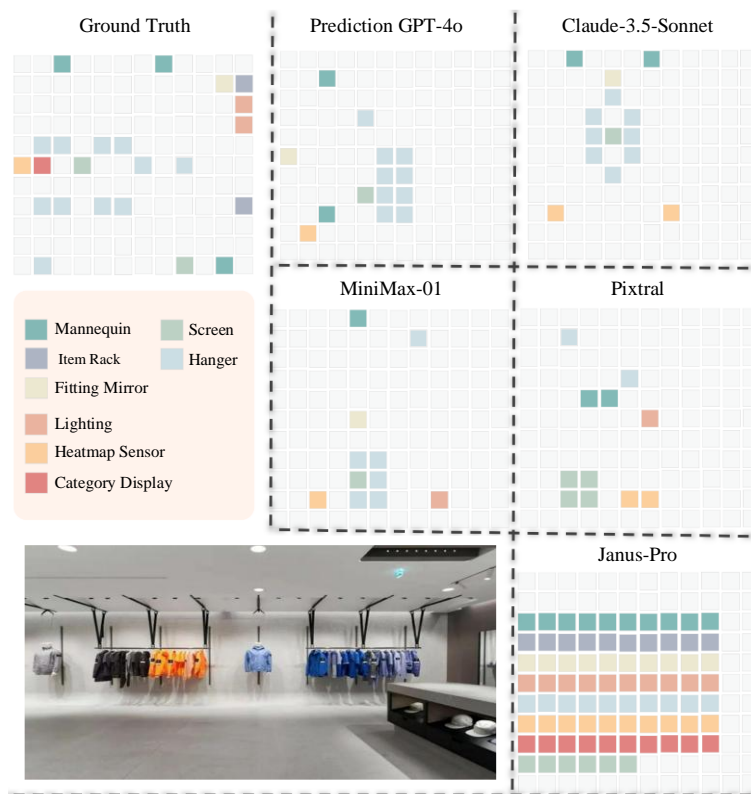 Ground Truth
Prediction GPT-4o
Claude-3.5-Sonnet
MiniMax-01
Pixtral
Mannequin
Screen
Item Rack
Hanger
Fitting Mirror
Lighting
Heatmap Sensor
Category Display
Janus-Pro